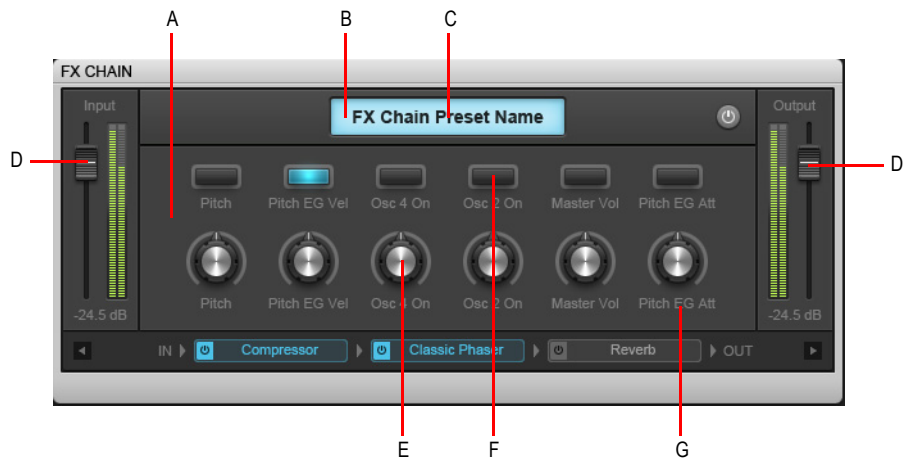 A B C
FX CHAIN
Input FX Chain Preset Name Output
D D
Pitch Pitch EG Vel Osc 4 On Osc 2 On Master Vol Pitch EG Att
Pitch Pitch EG Vel Osc 4 On Osc 2 On Master Vol Pitch EG Att
-24.5 dB -24.5 dB
IN Compressor Classic Phaser Reverb OUT
E F G